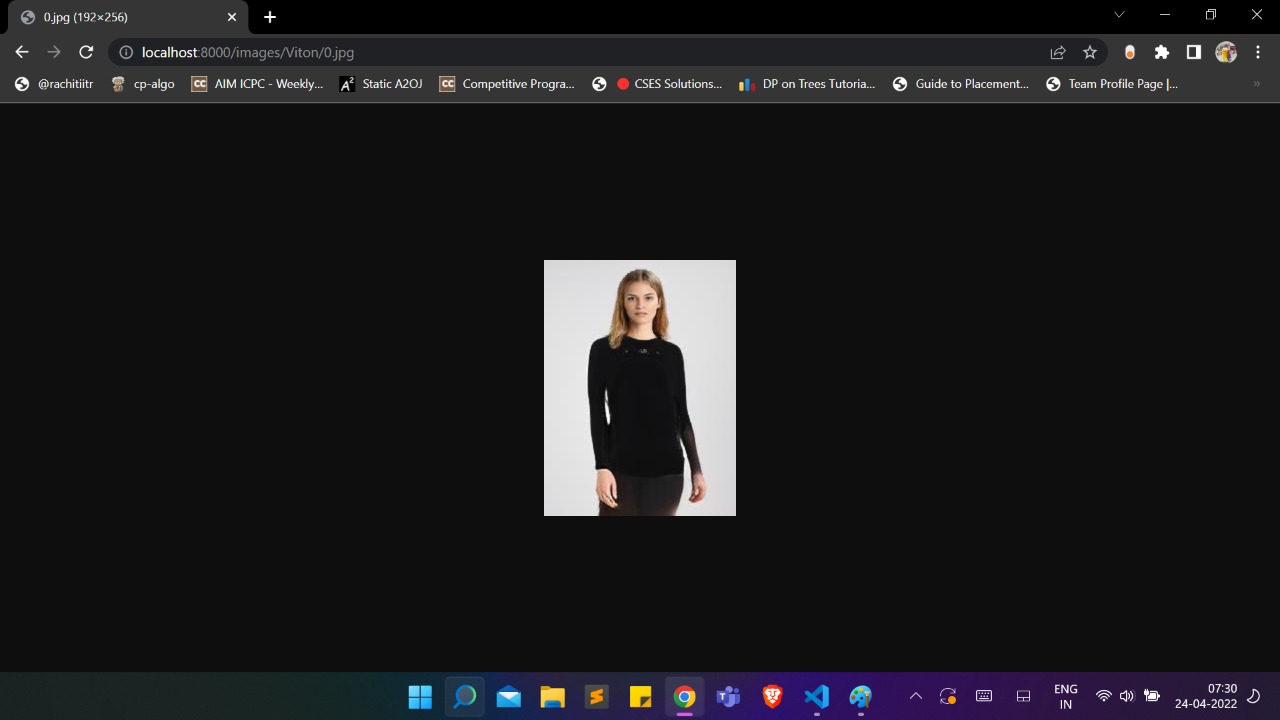 0.jpg (192×256)
localhost:8000/images/Viton/0.jpg
@rachitiitr cp-algo AIM ICPC - Weekly... Static A2OJ Competitive Progra... CSES Solutions... DP on Trees Tutoria... Guide to Placement... Team Profile Page |...
ENG
IN
07:30
24-04-2022